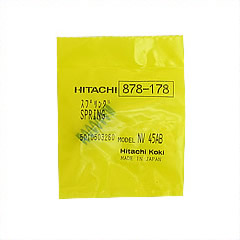 HITACHI 878-178
スプリング
SPRING
MODEL NV 45AB
Hitachi Koki
MADE IN JAPAN